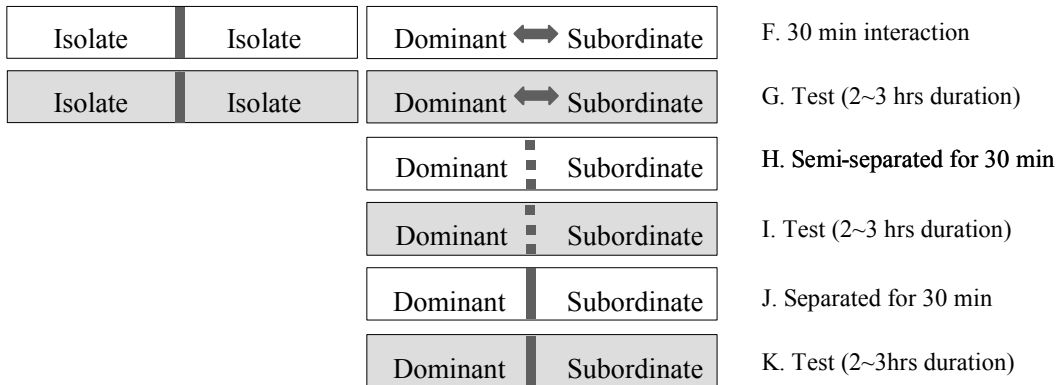 Isolate Isolate Dominant Subordinate F. 30 min interaction
Isolate Isolate Dominant Subordinate G. Test (2~3 hrs duration)
Dominant Subordinate H. Semi-separated for 30 min
Dominant Subordinate I. Test (2~3 hrs duration)
Dominant Subordinate J. Separated for 30 min
Dominant Subordinate K. Test (2~3hrs duration)